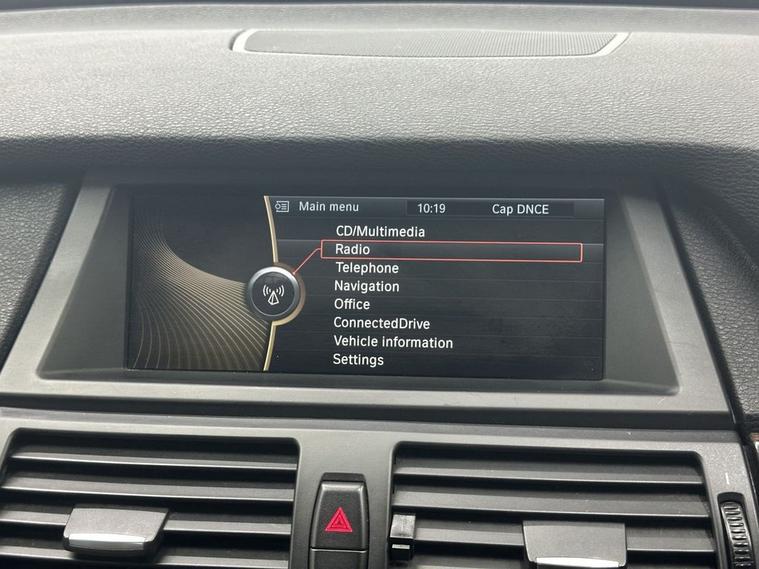 Main menu 10:19 Cap DNCE
CD/Multimedia
Radio
Telephone
Navigation
Office
ConnectedDrive
Vehicle information
Settings